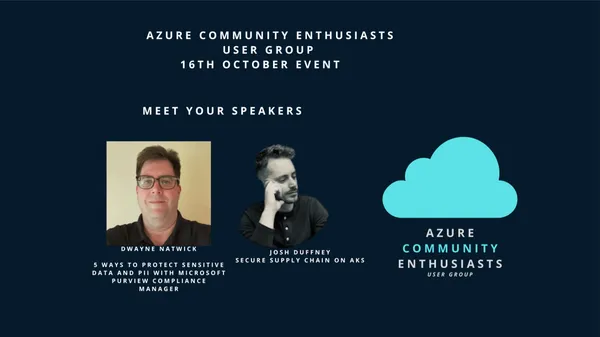 AZURE COMMUNITY ENTHUSIASTS
USER GROUP
16TH OCTOBER EVENT
MEET YOUR SPEAKERS
DWAYNE NATWICK
5 WAYS TO PROTECT SENSITIVE
DATA AND PII WITH MICROSOFT
PURVIEW COMPLIANCE
MANAGER
JOSH DUFFNEY
SECURE SUPPLY CHAIN ON AKS
AZURE
COMMUNITY
ENTHUSIASTS
USER GROUP